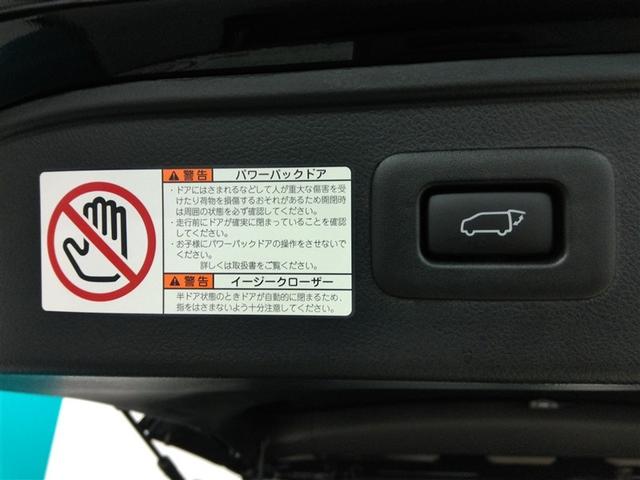 警告 パワーバックドア
・ドアにはさまれるなどして人が重大な傷害を受
けたり荷物を損傷するおそれがあるため開閉時
は周囲の状態を必ず確認してください。
・走行前にドアが確実に閉まっていることを確認
してください。
・お子様にパワーバックドアの操作をさせないで
ください。
詳しくは取扱書をご覧ください。
警告 イージークローザー
半ドア状態のときドアが自動的に閉まるため、
指をはさまないよう十分注意してください。